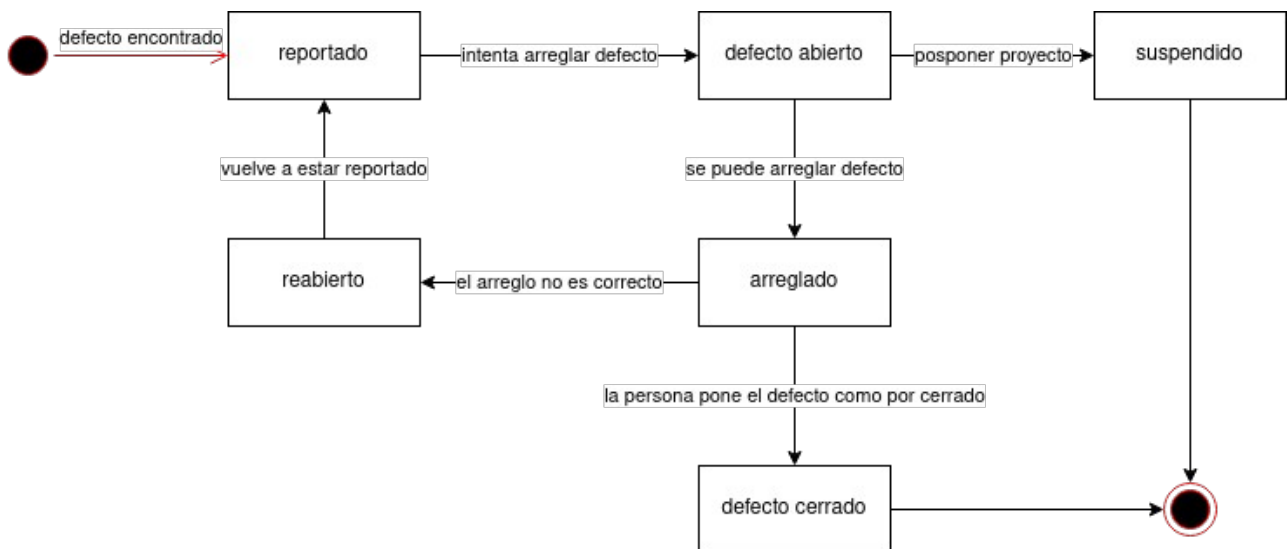 defecto encontrado
reportado
intenta arreglar defecto
defecto abierto
posponer proyecto
suspendido
vuelve a estar reportado
se puede arreglar defecto
reabierto
el arreglo no es correcto
arreglado
la persona pone el defecto como por cerrado
defecto cerrado